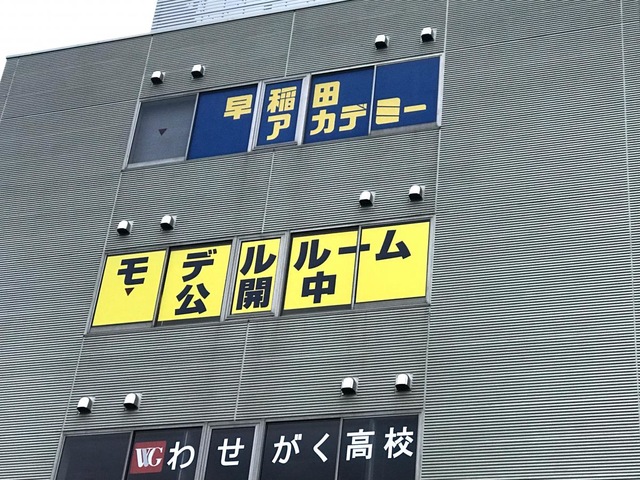 早稲田
アカデミー
モデルルーム
公開中
WG わせがく高校